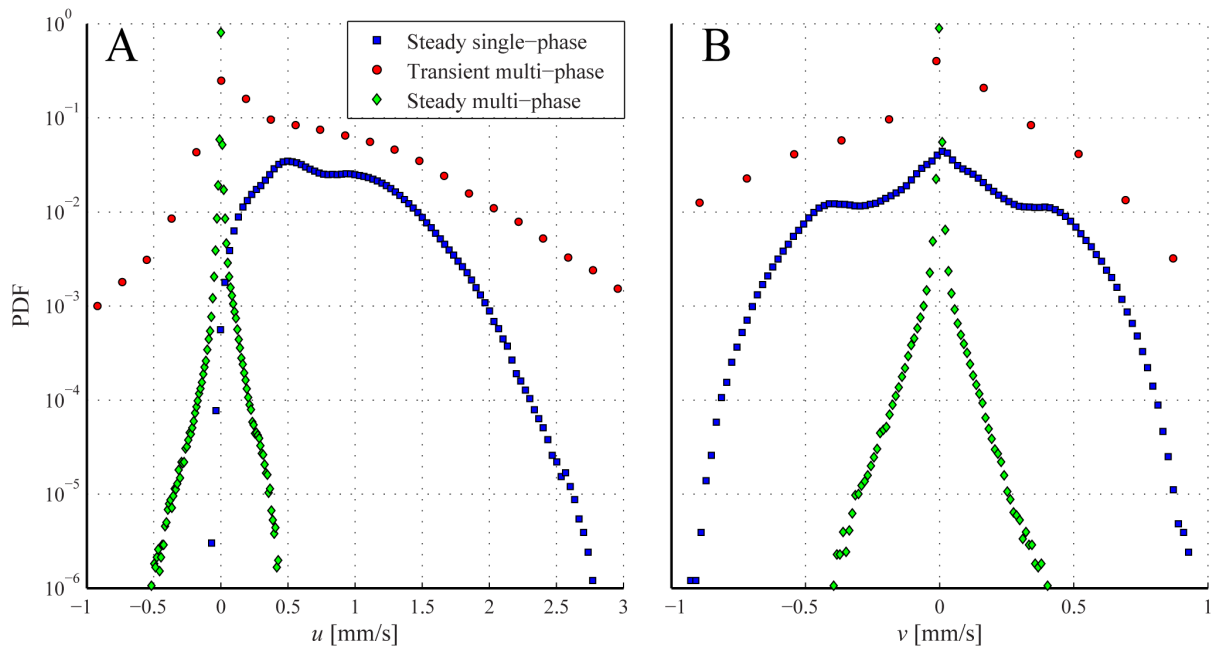 A
B
Steady single−phase
Transient multi−phase
Steady multi−phase
PDF
10^0
10^−1
10^−2
10^−3
10^−4
10^−5
10^−6
−1 −0.5 0 0.5 1 1.5 2 2.5 3
−1 −0.5 0 0.5 1
u [mm/s]
v [mm/s]